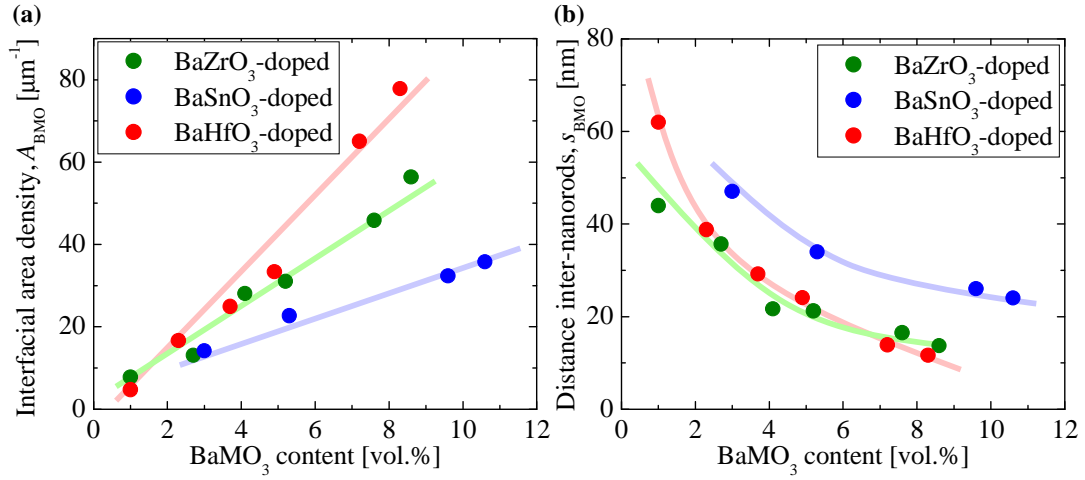 (a)
Interfacial area density, A_BMO [μm⁻¹]
100
80
60
40
20
0
BaZrO₃-doped
BaSnO₃-doped
BaHfO₃-doped
0 2 4 6 8 10 12
BaMO₃ content [vol.%]
(b)
Distance inter-nanorods, s_BMO [nm]
80
60
40
20
0
BaZrO₃-doped
BaSnO₃-doped
BaHfO₃-doped
0 2 4 6 8 10 12
BaMO₃ content [vol.%]